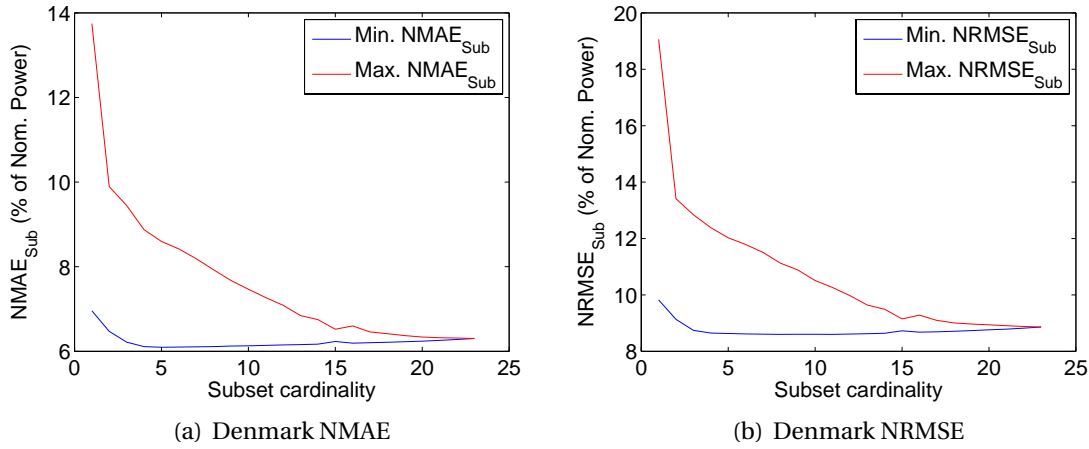 14
12
10
8
6
0
5
10
15
20
25
NMAE_Sub (% of Nom. Power)
Subset cardinality
Min. NMAE_Sub
Max. NMAE_Sub
(a) Denmark NMAE
20
18
16
14
12
10
8
0
5
10
15
20
25
NRMSE_Sub (% of Nom. Power)
Subset cardinality
Min. NRMSE_Sub
Max. NRMSE_Sub
(b) Denmark NRMSE